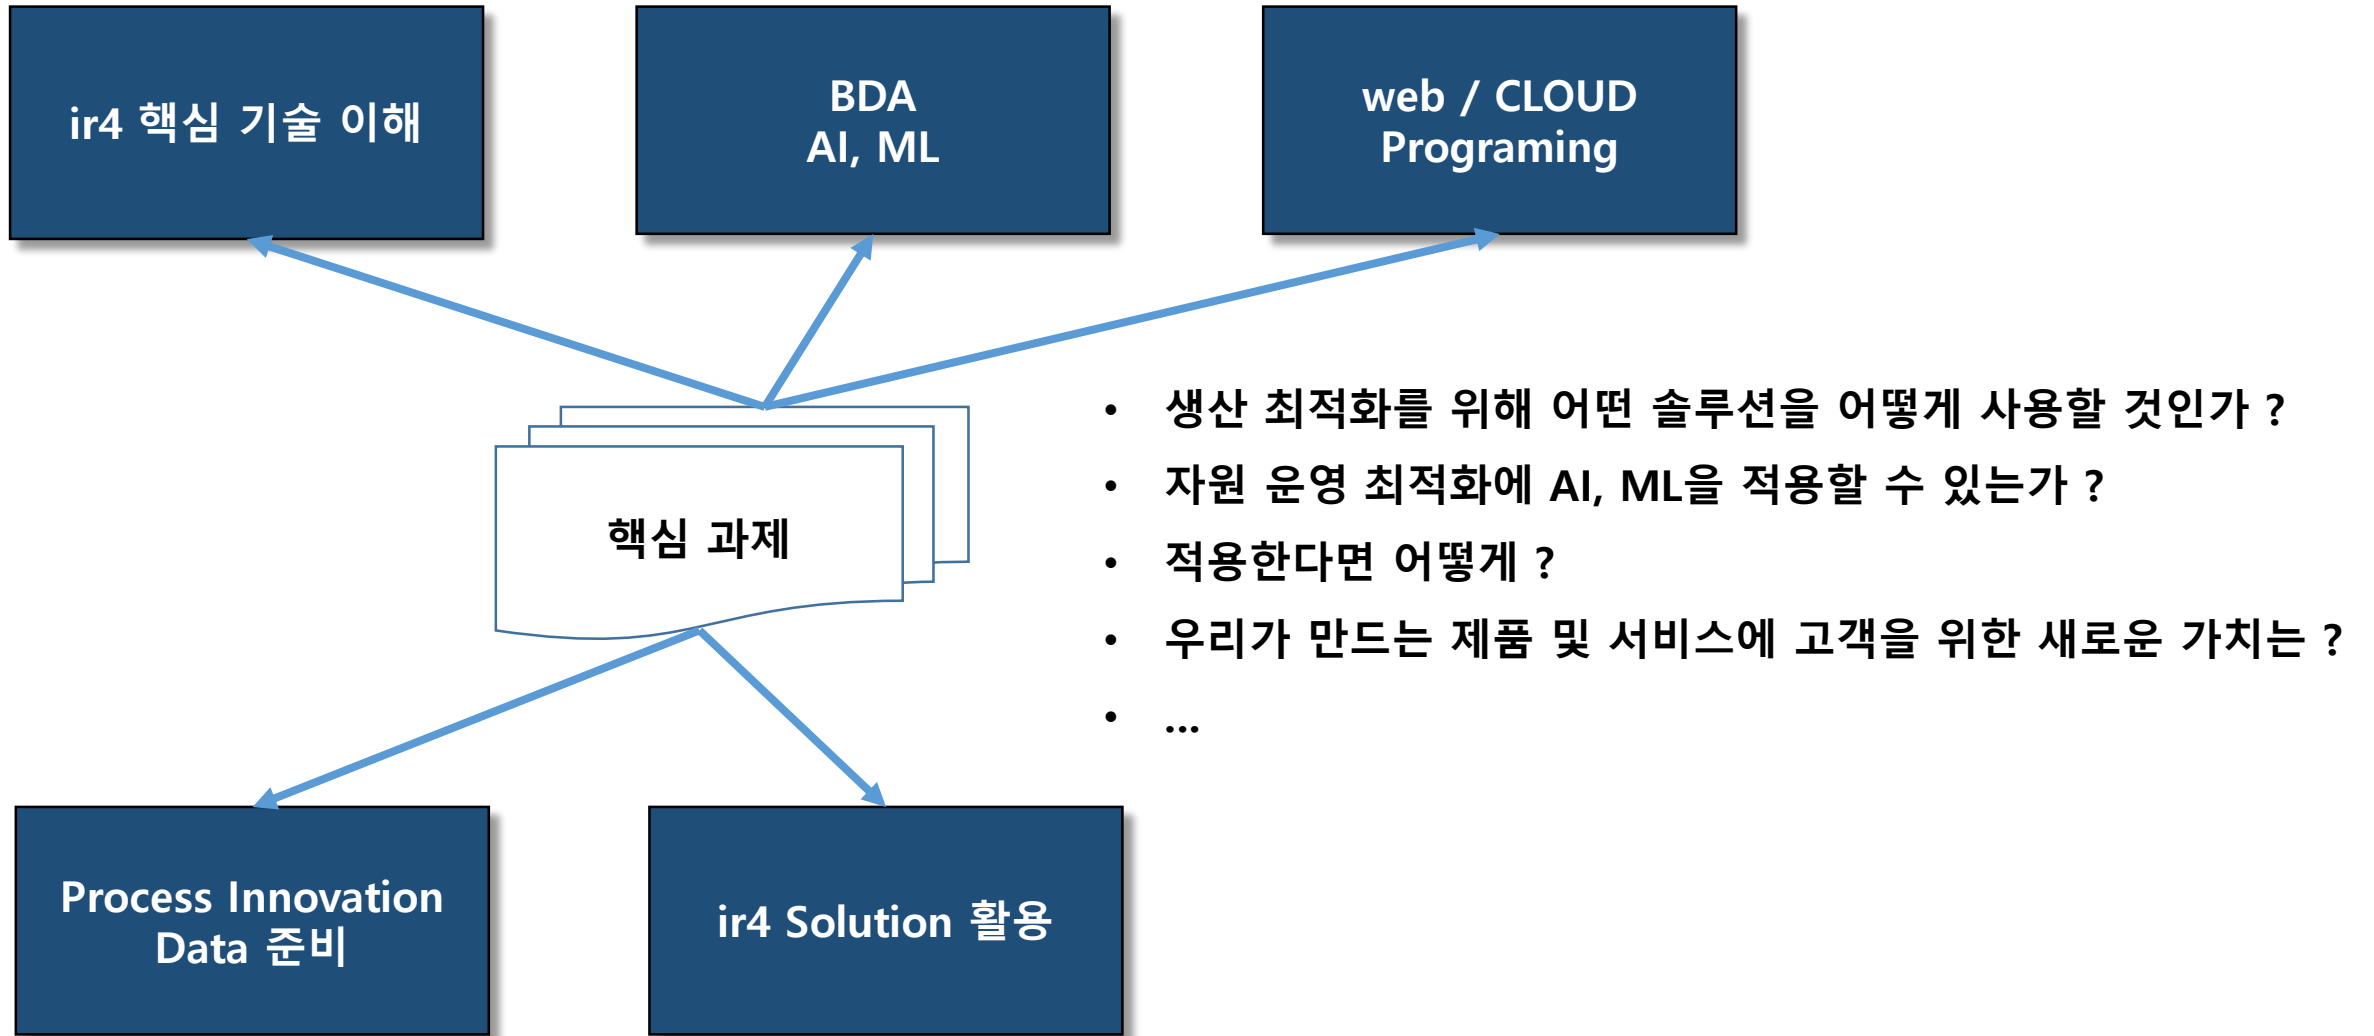 ir4 핵심 기술 이해
BDA
AI, ML
web / CLOUD
Programing
핵심 과제
• 생산 최적화를 위해 어떤 솔루션을 어떻게 사용할 것인가 ?
• 자원 운영 최적화에 AI, ML을 적용할 수 있는가 ?
• 적용한다면 어떻게 ?
• 우리가 만드는 제품 및 서비스에 고객을 위한 새로운 가치는 ?
• ...
Process Innovation
Data 준비
ir4 Solution 활용